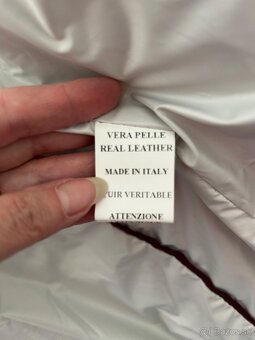 VERA PELLE
REAL LEATHER
MADE IN ITALY
UIR VERITABLE
ATTENZIONE